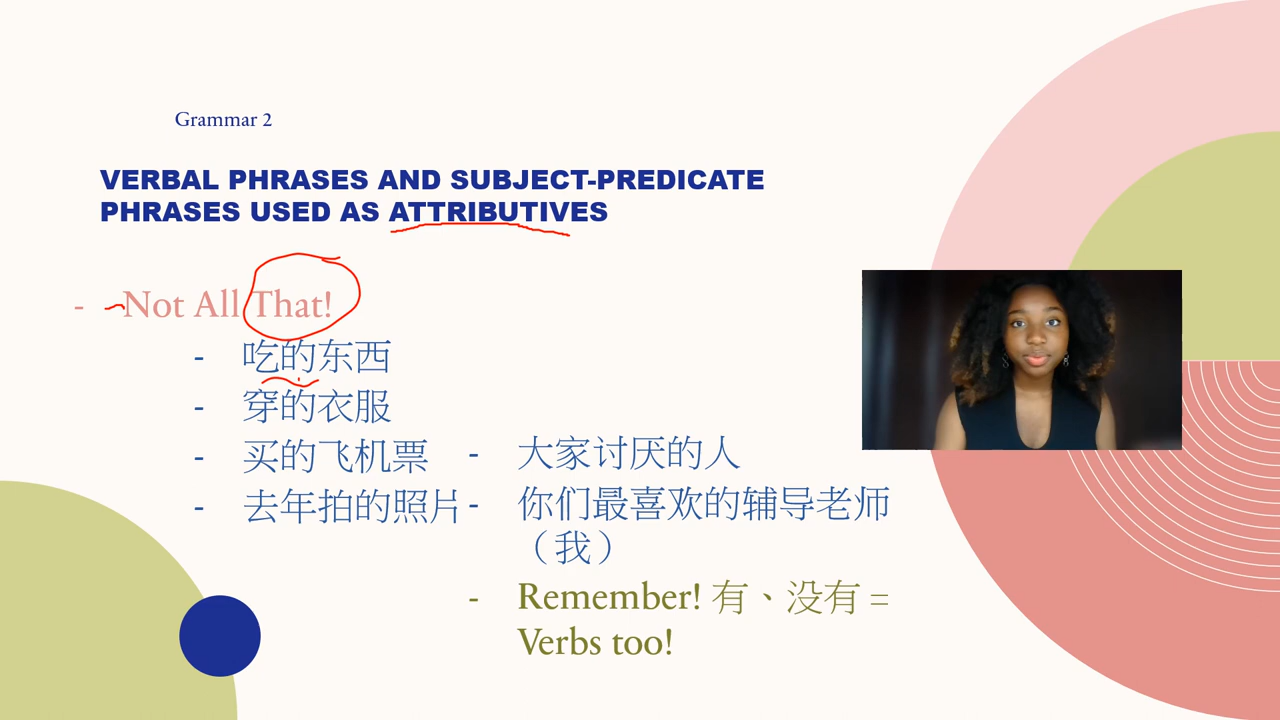 Grammar 2
VERBAL PHRASES AND SUBJECT-PREDICATE
PHRASES USED AS ATTRIBUTIVES
- Not All That!
- 吃的东西
- 穿的衣服
- 买的飞机票
- 去年拍的照片
- 大家讨厌的人
- 你们最喜欢的辅导老师
（我）
- Remember! 有、没有 =
Verbs too!